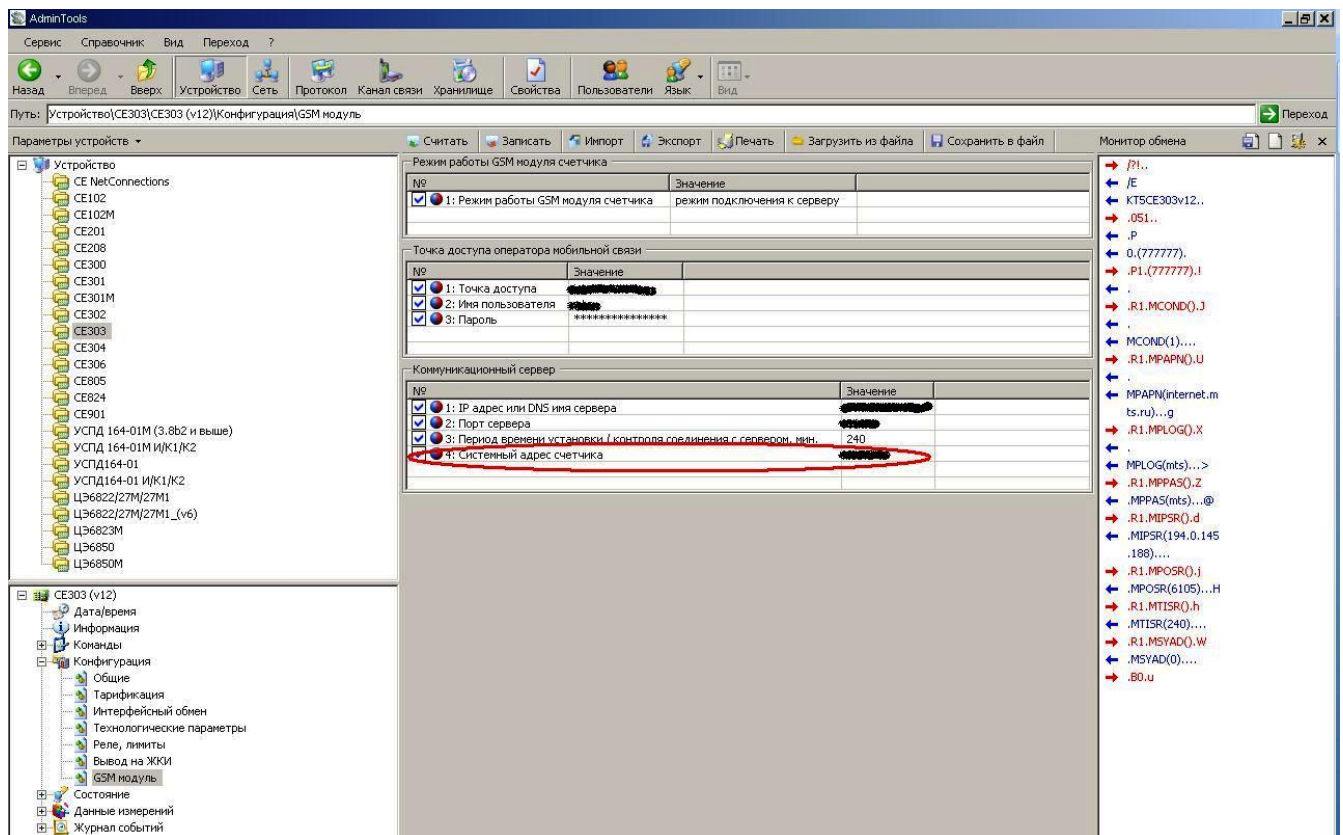 AdminTools
Сервис Справочник Вид Переход ?
Назад Вперед Вверх Устройство Сеть Протокол Канал связи Хранилище Свойства Пользователи Язык Вид
Путь: Устройство\CE303\CE303 (v12)\Конфигурация\GSM модуль Переход
Параметры устройств
Считать Записать Импорт Экспорт Печать Загрузить из файла Сохранить в файл
Монитор обмена
Устройство
CE NetConnections
CE102
CE102M
CE201
CE208
CE300
CE301
CE301M
CE302
CE303
CE304
CE306
CE805
CE824
CE901
УСПД 164-01М (3.8b2 и выше)
УСПД 164-01М И/К1/К2
УСПД164-01
УСПД164-01 И/К1/К2
ЦЭ6822/27М/27М1
ЦЭ6822/27М/27М1_(v6)
ЦЭ6823М
ЦЭ6850
ЦЭ6850М
CE303 (v12)
Дата/время
Информация
Команды
Конфигурация
Общие
Тарификация
Интерфейсный обмен
Технологические параметры
Реле, лимиты
Вывод на ЖКИ
GSM модуль
Состояние
Данные измерений
Журнал событий
Режим работы GSM модуля счетчика
№ Значение
1: Режим работы GSM модуля счетчика режим подключения к серверу
Точка доступа оператора мобильной связи
№ Значение
1: Точка доступа
2: Имя пользователя
3: Пароль ****************
Коммуникационный сервер
№ Значение
1: IP адрес или DNS имя сервера
2: Порт сервера
3: Период времени установки / контроля соединения с сервером, мин. 240
4: Системный адрес счетчика
/?!..
/E
KT5CE303v12..
.051..
.P
0.(777777).
.P1.(777777).!
.
.R1.MCOND().J
.
MCOND(1)....
.R1.MPAPN().U
.
MPAPN(internet.m
ts.ru)...g
.R1.MPLOG().X
.
MPLOG(mts)...>
.R1.MPPAS().Z
.MPPAS(mts)...@
.R1.MIPSR().d
.MIPSR(194.0.145
.188)....
.R1.MPOSR().j
.MPOSR(6105)...H
.R1.MTISR().h
.MTISR(240)....
.R1.MSYAD().W
.MSYAD(0)....
.B0.u